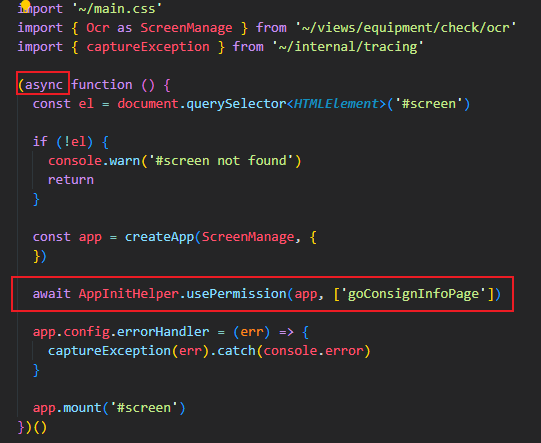 import '~/main.css'
import { Ocr as ScreenManage } from '~/views/equipment/check/ocr'
import { captureException } from '~/internal/tracing'
(async function () {
const el = document.querySelector<HTMLElement>('#screen')
if (!el) {
console.warn('#screen not found')
return
}
const app = createApp(ScreenManage, {
})
await AppInitHelper.usePermission(app, ['goConsignInfoPage'])
app.config.errorHandler = (err) => {
captureException(err).catch(console.error)
}
app.mount('#screen')
})()